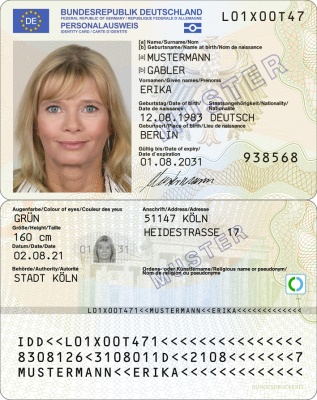 DE
BUNDESREPUBLIK DEUTSCHLAND
FEDERAL REPUBLIC OF GERMANY / RÉPUBLIQUE FÉDÉRALE D'ALLEMAGNE
PERSONALAUSWEIS
IDENTITY CARD / CARTE D'IDENTITÉ
L01X00T47
[a] Name/Surname/Nom
[b] Geburtsname/Name at birth/Nom de naissance
[a] MUSTERMANN
[b] GABLER
Vornamen/Given names/Prénoms
ERIKA
Geburtstag/Date of birth/Date de naissance
Staatsangehörigkeit/Nationality/Nationalité
12.08.1983 DEUTSCH
Geburtsort/Place of birth/Lieu de naissance
BERLIN
Gültig bis/Date of expiry/Date d'expiration
01.08.2031
938568
MUSTER
Mustermann
Augenfarbe/Colour of eyes/Couleur des yeux
GRÜN
Größe/Height/Taille
160 cm
Datum/Date/Date
02.08.21
Behörde/Authority/Autorité
STADT KÖLN
Anschrift/Address/Adresse
51147 KÖLN
HEIDESTRASSE 17
Ordens- oder Künstlername/Religious name or pseudonym/Nom de religion ou pseudonyme
MUSTER
L01X00T471<<MUSTERMANN<<ERIKA<<<<<<<<<<<<<
IDD<<L01X00T471<<<<<<<<<<<<<<<
8308126<3108011D<<2108<<<<<<<7
MUSTERMANN<<ERIKA<<<<<<<<<<<<<
BUNDESDRUCKEREI